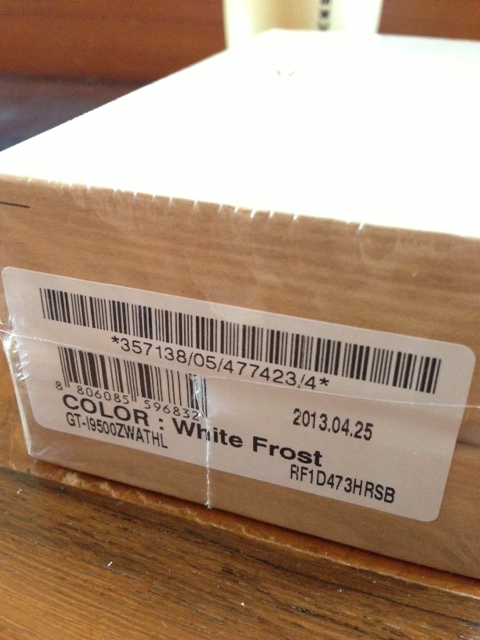 *357138/05/477423/4*
8 806085 596832
2013.04.25
COLOR : White Frost
GT-I9500ZWATHL
RF1D473HRSB